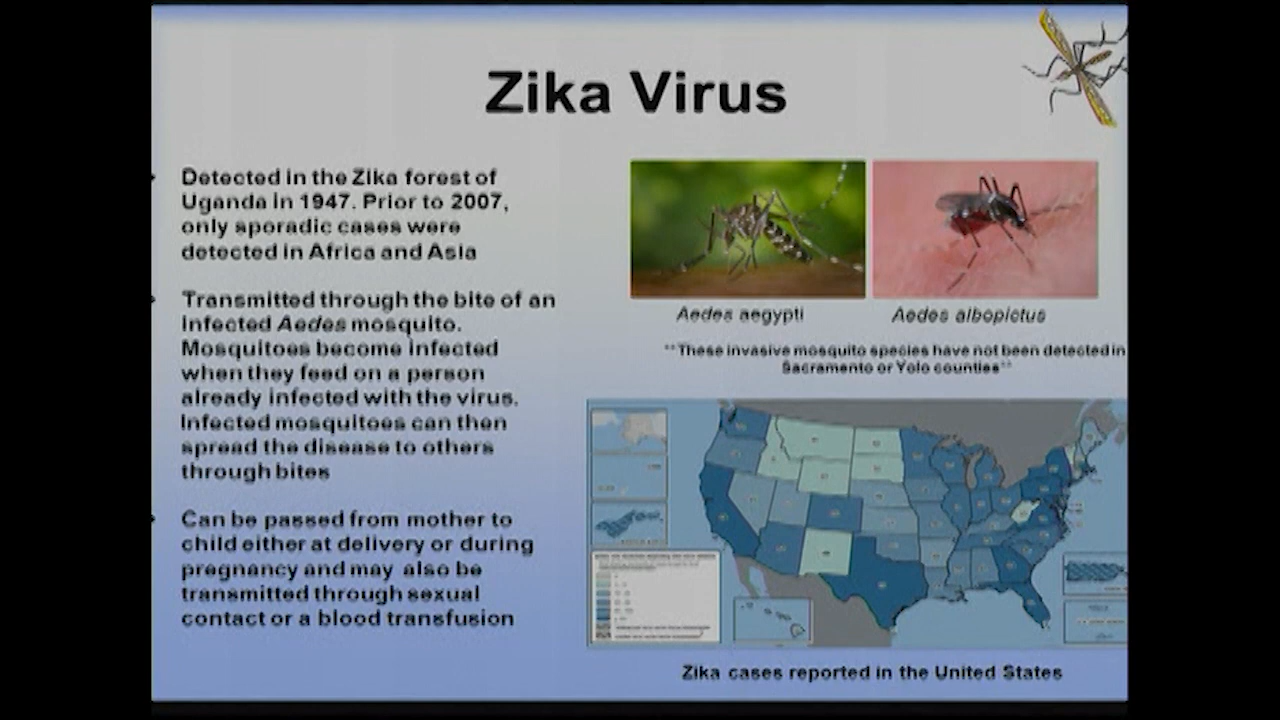 Zika Virus
Detected in the Zika forest of
Uganda in 1947. Prior to 2007,
only sporadic cases were
detected in Africa and Asia
Transmitted through the bite of an
infected Aedes mosquito.
Mosquitoes become infected
when they feed on a person
already infected with the virus.
Infected mosquitoes can then
spread the disease to others
through bites
Can be passed from mother to
child either at delivery or during
pregnancy and may also be
transmitted through sexual
contact or a blood transfusion
Aedes aegypti
Aedes albopictus
**These invasive mosquito species have not been detected in
Sacramento or Yolo counties**
Zika cases reported in the United States